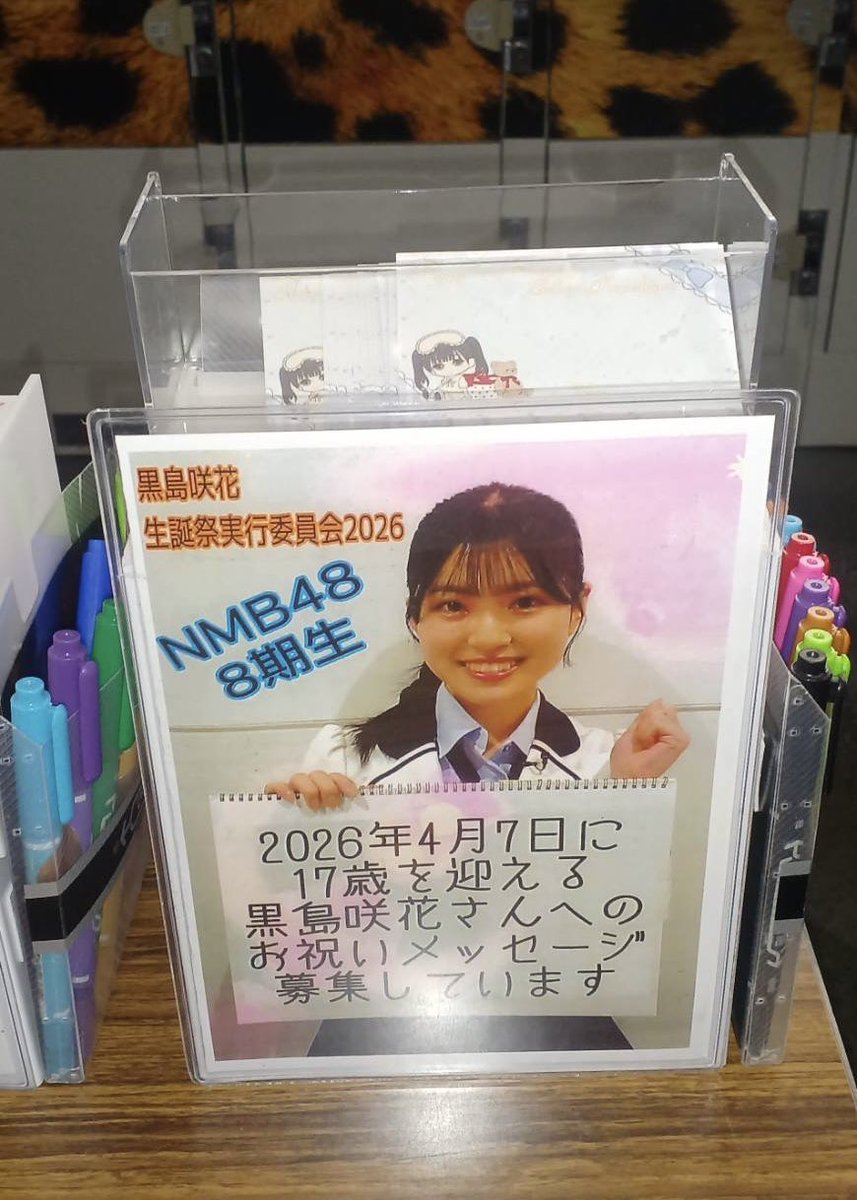 黒島咲花
生誕祭実行委員会2026
NMB48
8期生
2026年4月7日に
17歳を迎える
黒島咲花さんへの
お祝いメッセージ
募集しています